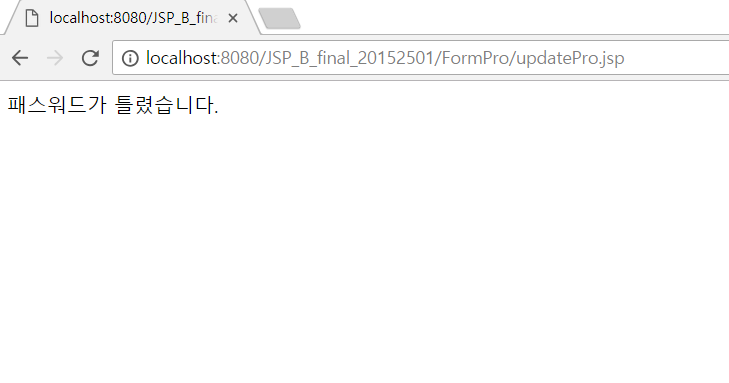 localhost:8080/JSP_B_fin
localhost:8080/JSP_B_final_20152501/FormPro/updatePro.jsp
패스워드가 틀렸습니다.